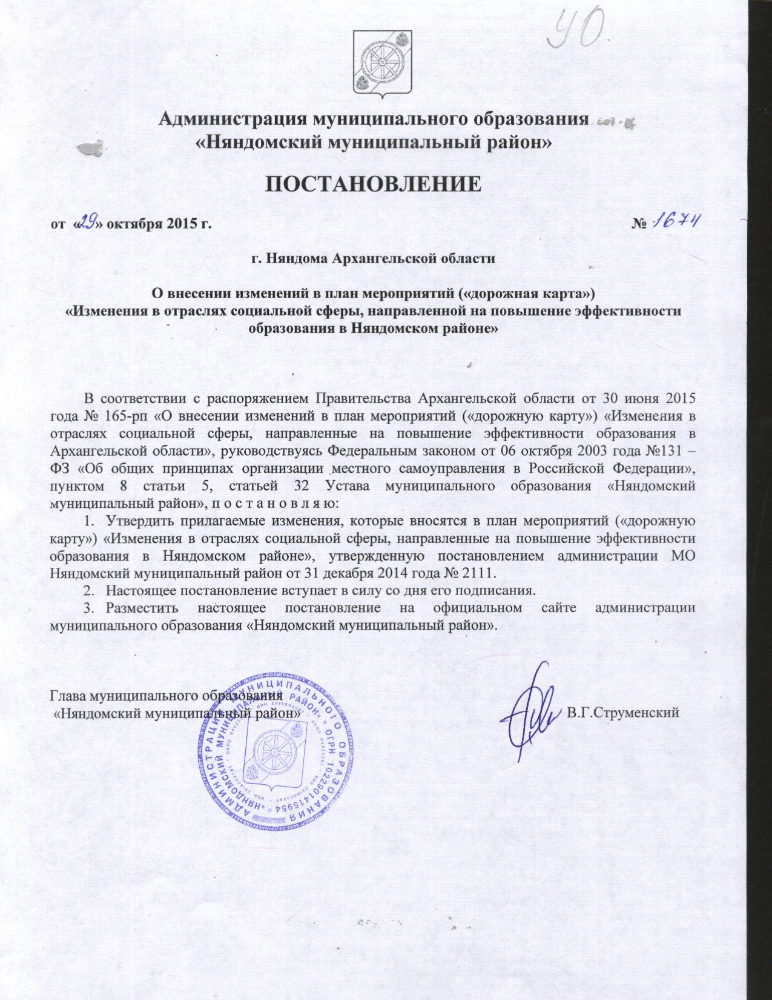 УО.
Администрация муниципального образования
«Няндомский муниципальный район»
ПОСТАНОВЛЕНИЕ
от «29» октября 2015 г. № 1674
г. Няндома Архангельской области
О внесении изменений в план мероприятий («дорожная карта»)
«Изменения в отраслях социальной сферы, направленной на повышение эффективности
образования в Няндомском районе»
В соответствии с распоряжением Правительства Архангельской области от 30 июня 2015
года № 165-рп «О внесении изменений в план мероприятий («дорожную карту») «Изменения в
отраслях социальной сферы, направленные на повышение эффективности образования в
Архангельской области», руководствуясь Федеральным законом от 06 октября 2003 года №131 –
ФЗ «Об общих принципах организации местного самоуправления в Российской Федерации»,
пунктом 8 статьи 5, статьей 32 Устава муниципального образования «Няндомский
муниципальный район», п о с т а н о в л я ю:
1. Утвердить прилагаемые изменения, которые вносятся в план мероприятий («дорожную
карту») «Изменения в отраслях социальной сферы, направленные на повышение эффективности
образования в Няндомском районе», утвержденную постановлением администрации МО
Няндомский муниципальный район от 31 декабря 2014 года № 2111.
2. Настоящее постановление вступает в силу со дня его подписания.
3. Разместить настоящее постановление на официальном сайте администрации
муниципального образования «Няндомский муниципальный район».
Глава муниципального образования
«Няндомский муниципальный район» В.Г.Струменский
АДМИНИСТРАЦИЯ МУНИЦИПАЛЬНОГО ОБРАЗОВАНИЯ
«НЯНДОМСКИЙ МУНИЦИПАЛЬНЫЙ РАЙОН» * ОГРН 1022901415954 *